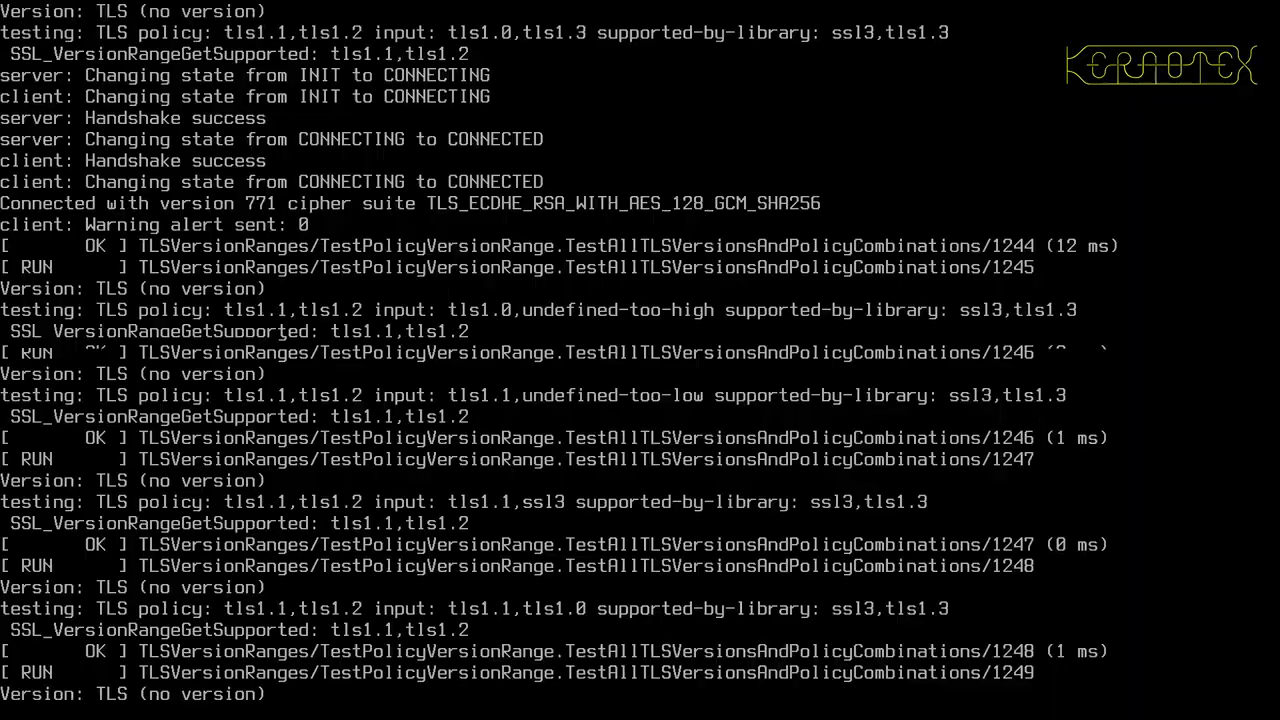 Version: TLS (no version)
testing: TLS policy: tls1.1,tls1.2 input: tls1.0,tls1.3 supported-by-library: ssl3,tls1.3
 SSL_VersionRangeGetSupported: tls1.1,tls1.2
server: Changing state from INIT to CONNECTING
client: Changing state from INIT to CONNECTING
server: Handshake success
server: Changing state from CONNECTING to CONNECTED
client: Handshake success
client: Changing state from CONNECTING to CONNECTED
Connected with version 771 cipher suite TLS_ECDHE_RSA_WITH_AES_128_GCM_SHA256
client: Warning alert sent: 0
[       OK ] TLSVersionRanges/TestPolicyVersionRange.TestAllTLSVersionsAndPolicyCombinations/1244 (12 ms)
[ RUN      ] TLSVersionRanges/TestPolicyVersionRange.TestAllTLSVersionsAndPolicyCombinations/1245
Version: TLS (no version)
testing: TLS policy: tls1.1,tls1.2 input: tls1.0,undefined-too-high supported-by-library: ssl3,tls1.3
 SSL_VersionRangeGetSupported: tls1.1,tls1.2
[ RUN      ] TLSVersionRanges/TestPolicyVersionRange.TestAllTLSVersionsAndPolicyCombinations/1246
Version: TLS (no version)
testing: TLS policy: tls1.1,tls1.2 input: tls1.1,undefined-too-low supported-by-library: ssl3,tls1.3
 SSL_VersionRangeGetSupported: tls1.1,tls1.2
[       OK ] TLSVersionRanges/TestPolicyVersionRange.TestAllTLSVersionsAndPolicyCombinations/1246 (1 ms)
[ RUN      ] TLSVersionRanges/TestPolicyVersionRange.TestAllTLSVersionsAndPolicyCombinations/1247
Version: TLS (no version)
testing: TLS policy: tls1.1,tls1.2 input: tls1.1,ssl3 supported-by-library: ssl3,tls1.3
 SSL_VersionRangeGetSupported: tls1.1,tls1.2
[       OK ] TLSVersionRanges/TestPolicyVersionRange.TestAllTLSVersionsAndPolicyCombinations/1247 (0 ms)
[ RUN      ] TLSVersionRanges/TestPolicyVersionRange.TestAllTLSVersionsAndPolicyCombinations/1248
Version: TLS (no version)
testing: TLS policy: tls1.1,tls1.2 input: tls1.1,tls1.0 supported-by-library: ssl3,tls1.3
 SSL_VersionRangeGetSupported: tls1.1,tls1.2
[       OK ] TLSVersionRanges/TestPolicyVersionRange.TestAllTLSVersionsAndPolicyCombinations/1248 (1 ms)
[ RUN      ] TLSVersionRanges/TestPolicyVersionRange.TestAllTLSVersionsAndPolicyCombinations/1249
Version: TLS (no version)